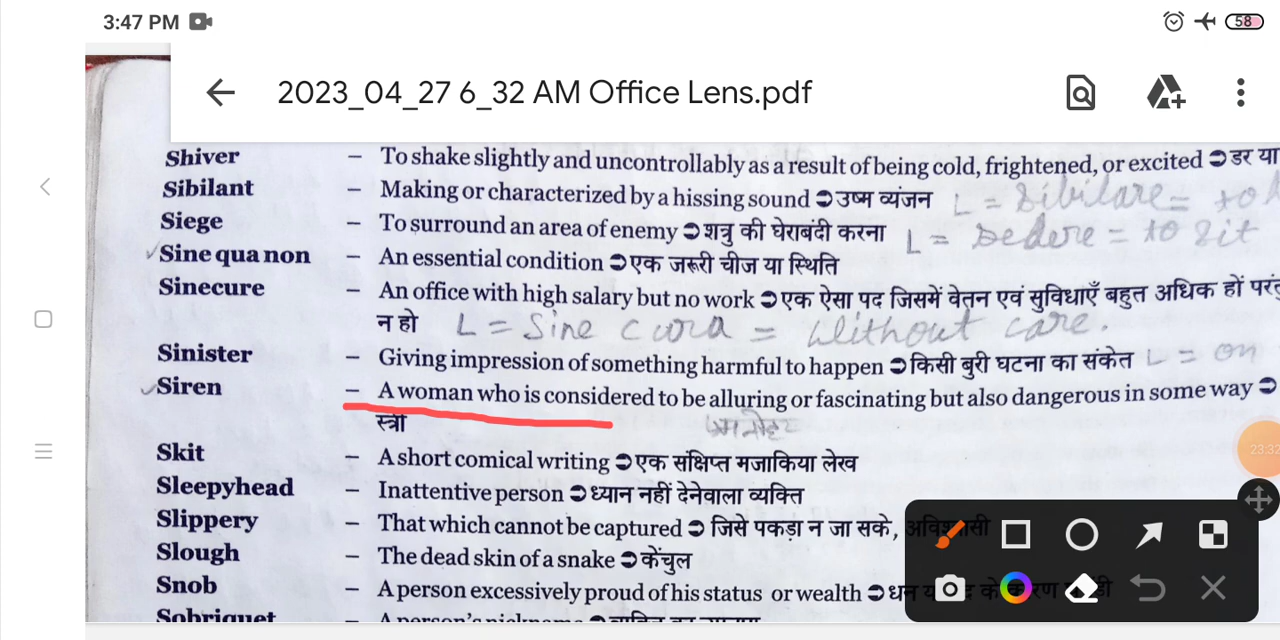 3:47 PM
58
2023_04_27 6_32 AM Office Lens.pdf
Shiver – To shake slightly and uncontrollably as a result of being cold, frightened, or excited ➲ डर या
Sibilant – Making or characterized by a hissing sound ➲ उष्म व्यंजन L = sibilare = to
Siege – To surround an area of enemy ➲ शत्रु की घेराबंदी करना L = sedere = to sit
Sine qua non – An essential condition ➲ एक जरूरी चीज या स्थिति
Sinecure – An office with high salary but no work ➲ एक ऐसा पद जिसमें वेतन एवं सुविधाएँ बहुत अधिक हों परंतु
न हो L = Sine cura = Without care.
Sinister – Giving impression of something harmful to happen ➲ किसी बुरी घटना का संकेत L = on
Siren – A woman who is considered to be alluring or fascinating but also dangerous in some way ➲
स्त्री
Skit – A short comical writing ➲ एक संक्षिप्त मजाकिया लेख
Sleepyhead – Inattentive person ➲ ध्यान नहीं देनेवाला व्यक्ति
Slippery – That which cannot be captured ➲ जिसे पकड़ा न जा सके,
Slough – The dead skin of a snake ➲ केंचुल
Snob – A person excessively proud of his status or wealth ➲
Sobriquet – A person's nickname ➲
23:32